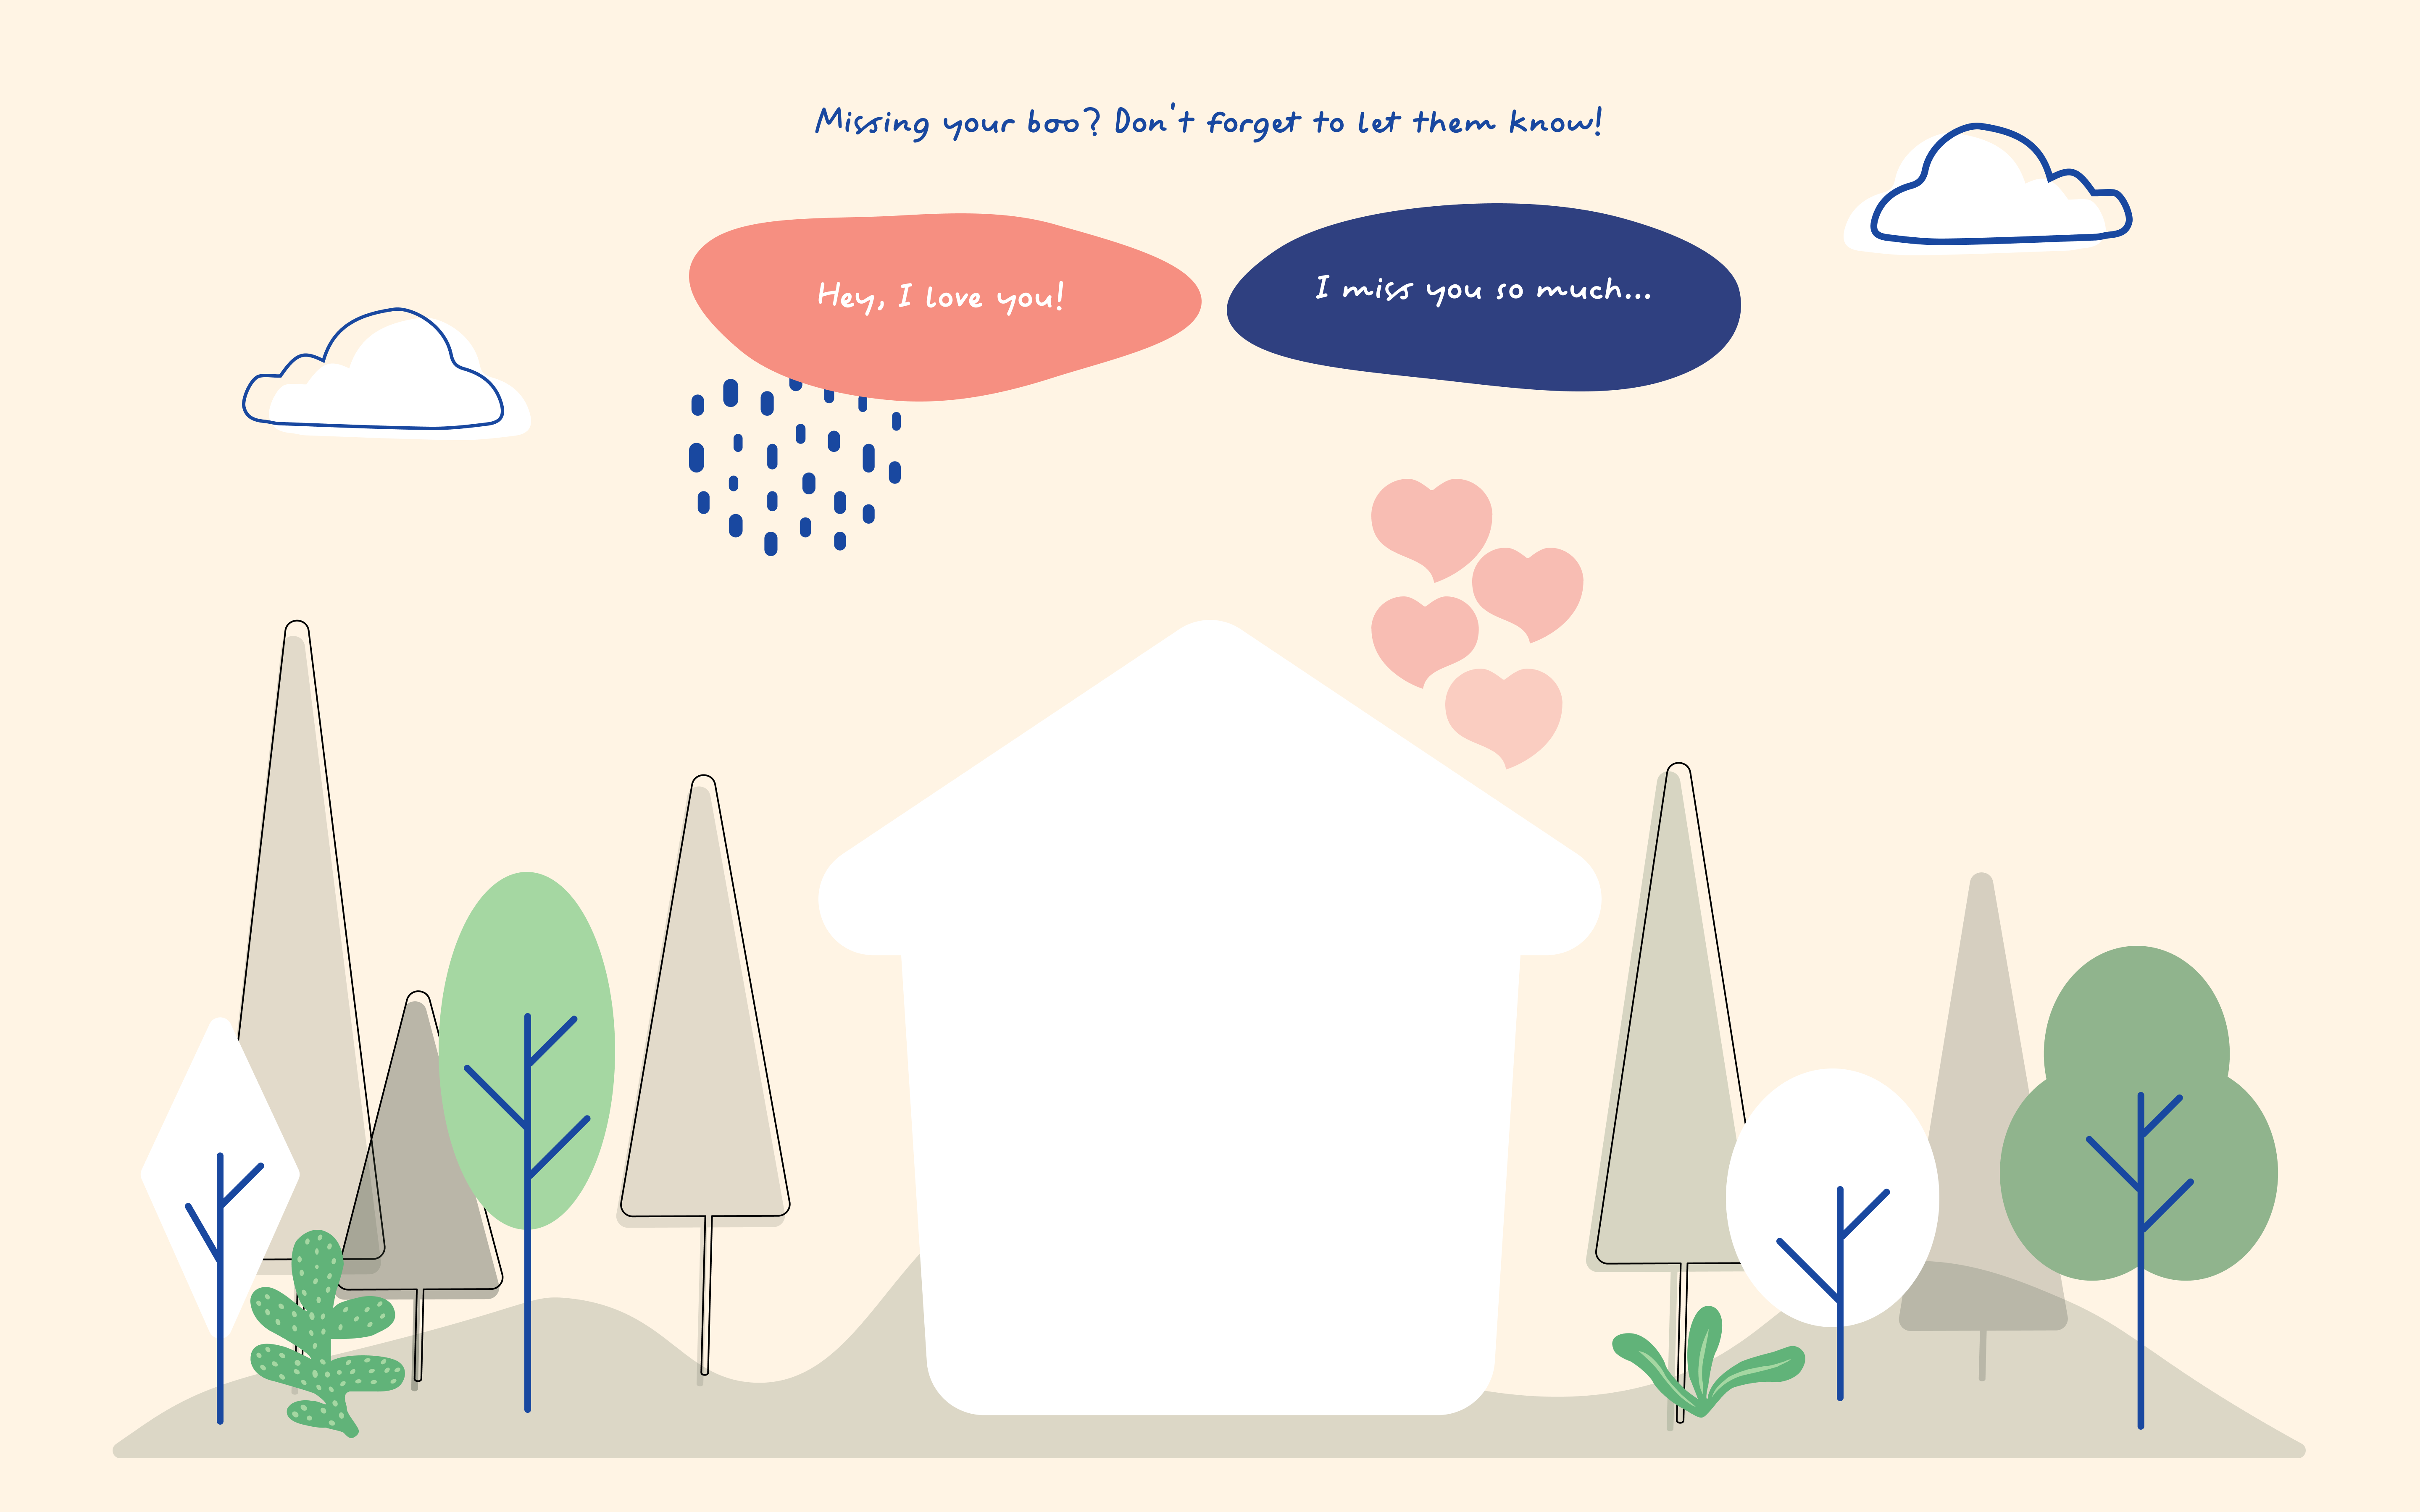 Missing your boo? Don't forget to let them know!
Hey, I love you!
I miss you so much...